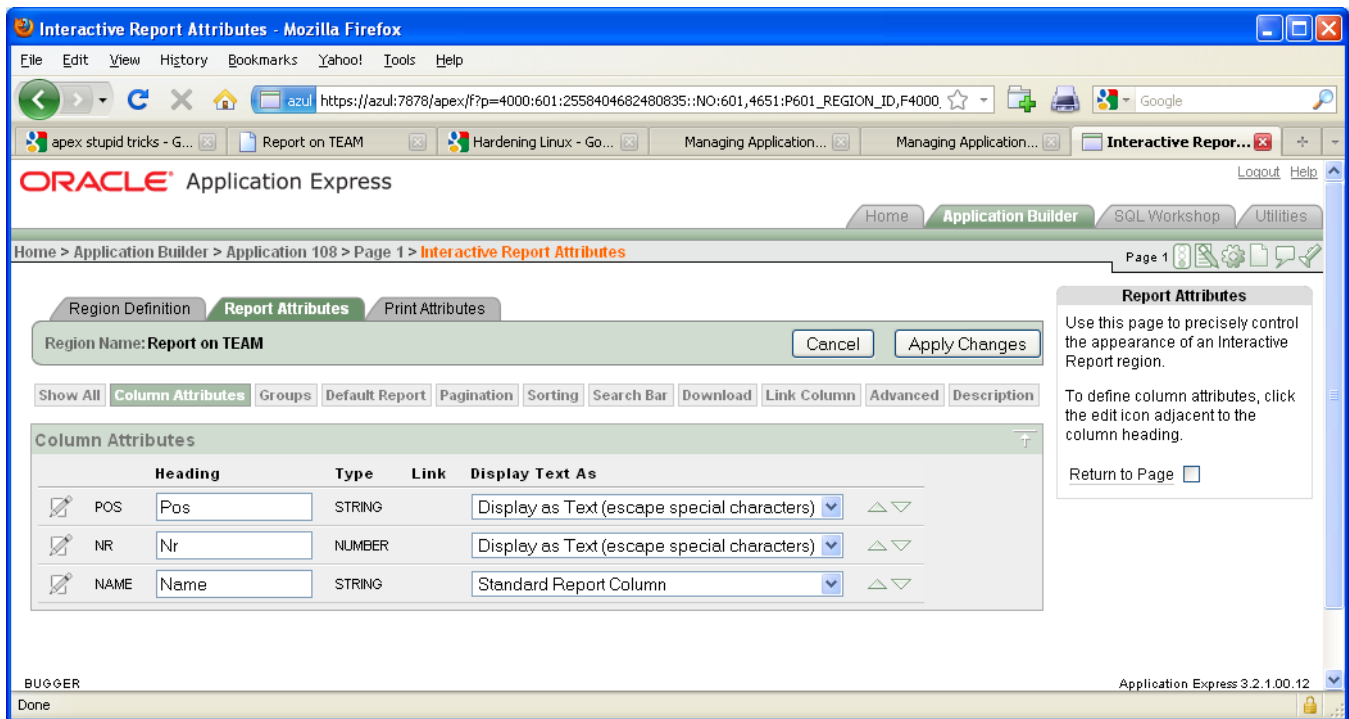 Interactive Report Attributes - Mozilla Firefox
File Edit View History Bookmarks Yahoo! Tools Help
azul https://azul:7878/apex/f?p=4000:601:2558404682480835::NO:601,4651:P601_REGION_ID,F4000_ Google
apex stupid tricks - G... Report on TEAM Hardening Linux - Go... Managing Application... Managing Application... Interactive Repor...
ORACLE Application Express
Logout Help
Home Application Builder SQL Workshop Utilities
Home > Application Builder > Application 108 > Page 1 > Interactive Report Attributes
Page 1
Region Definition Report Attributes Print Attributes
Region Name: Report on TEAM
Cancel Apply Changes
Show All Column Attributes Groups Default Report Pagination Sorting Search Bar Download Link Column Advanced Description
Column Attributes
Heading Type Link Display Text As
POS Pos STRING Display as Text (escape special characters)
NR Nr NUMBER Display as Text (escape special characters)
NAME Name STRING Standard Report Column
Report Attributes
Use this page to precisely control
the appearance of an Interactive
Report region.
To define column attributes, click
the edit icon adjacent to the
column heading.
Return to Page
BUGGER
Application Express 3.2.1.00.12
Done